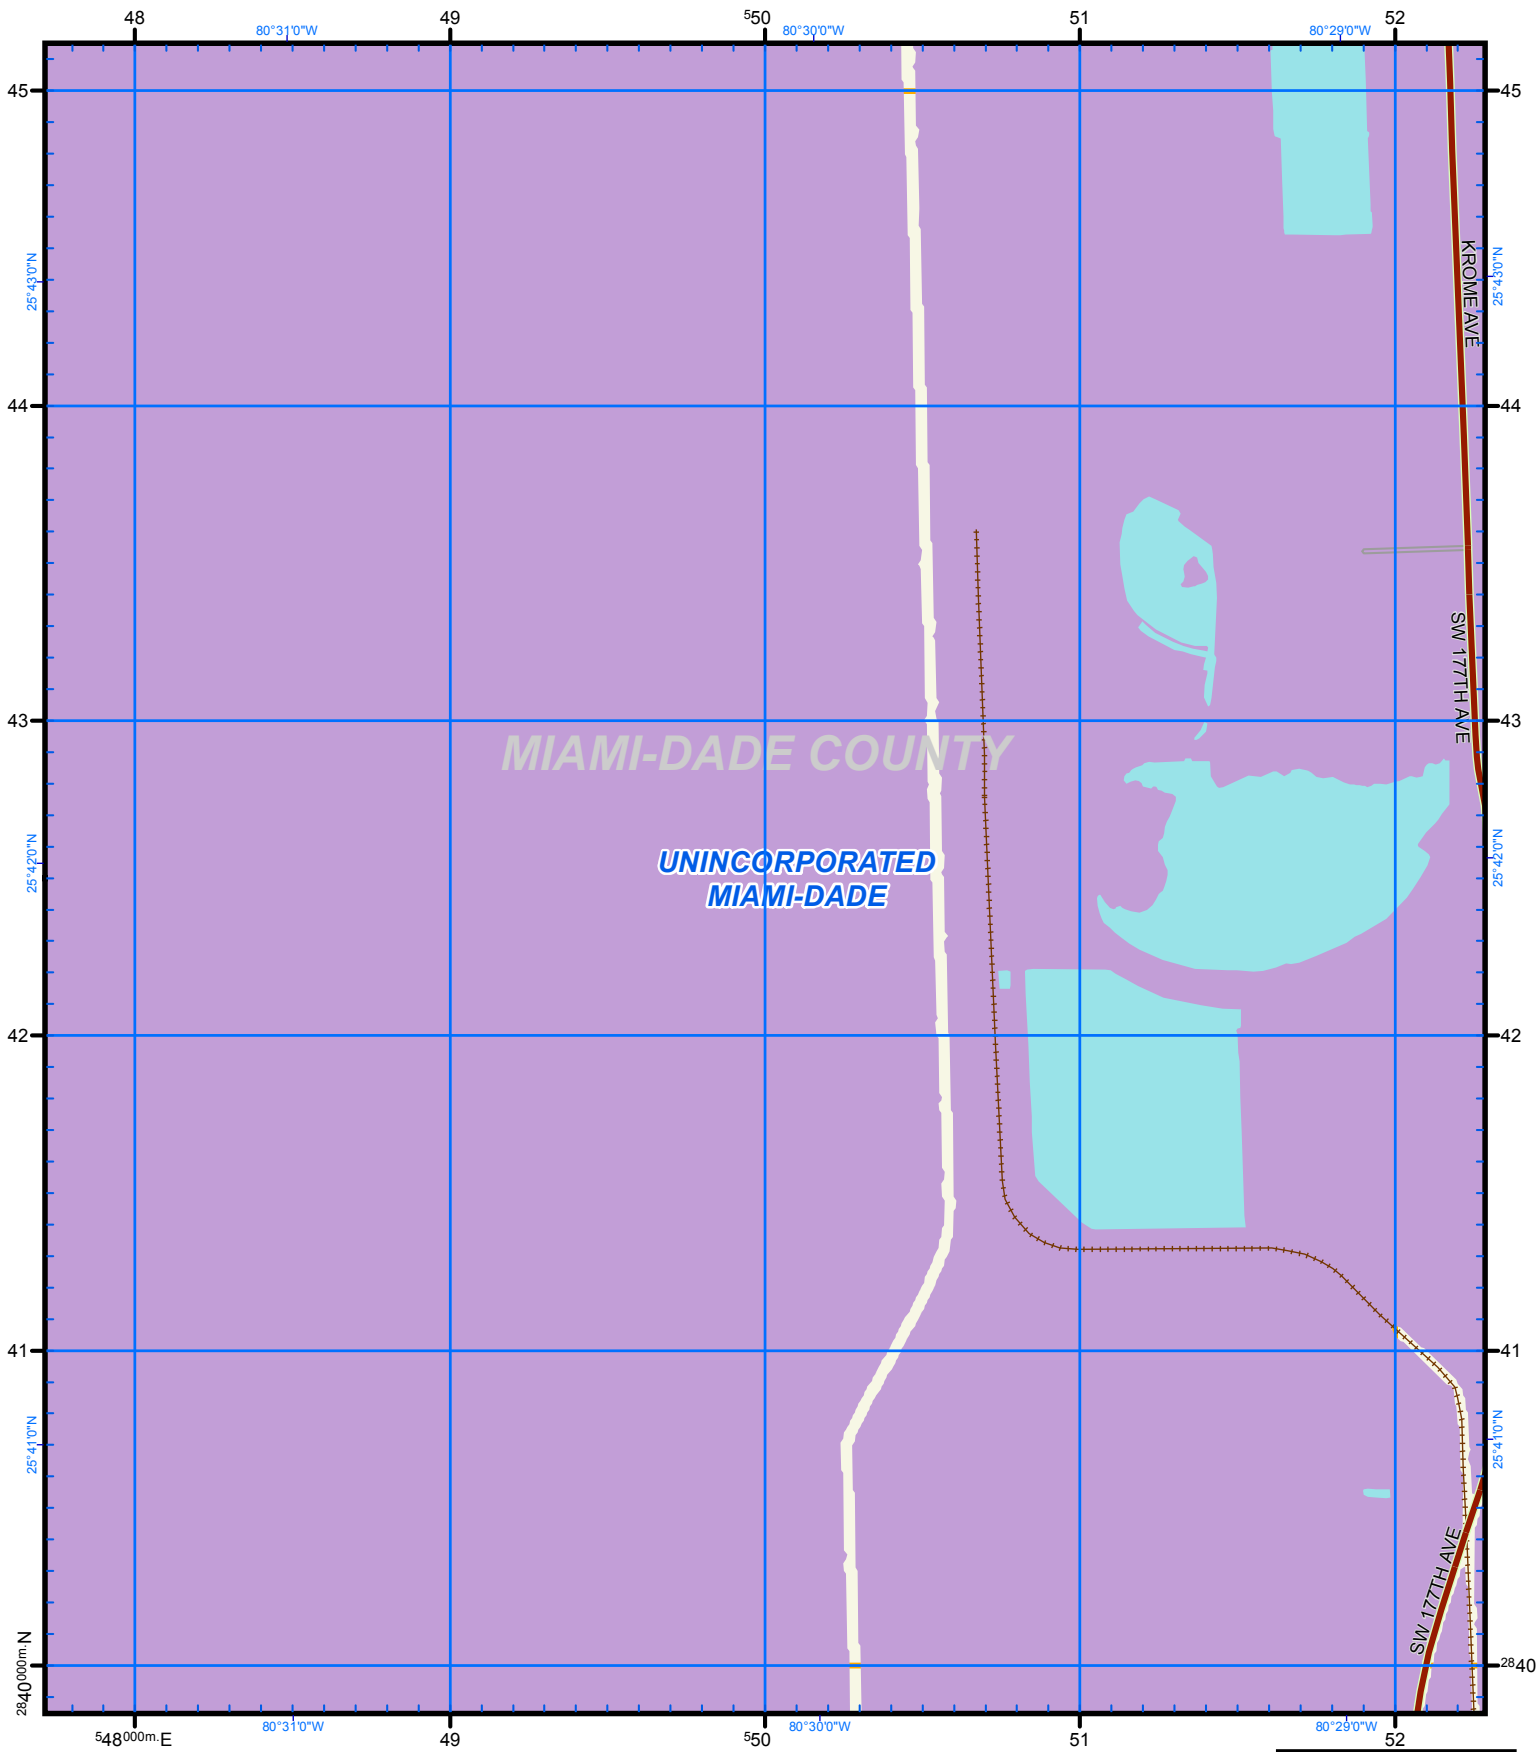 48 49 550 51 52
80°31'0"W 80°30'0"W 80°29'0"W
45 45
KROME AVE
25°43'0"N 25°43'0"N
44 44
SW 177TH AVE
43 43
MIAMI-DADE COUNTY
25°42'0"N 25°42'0"N
UNINCORPORATED
MIAMI-DADE
42 42
41 41
25°41'0"N 25°41'0"N
SW 177TH AVE
2840000m.N 2840
80°31'0"W 80°30'0"W 80°29'0"W
548000m.E 49 550 51 52